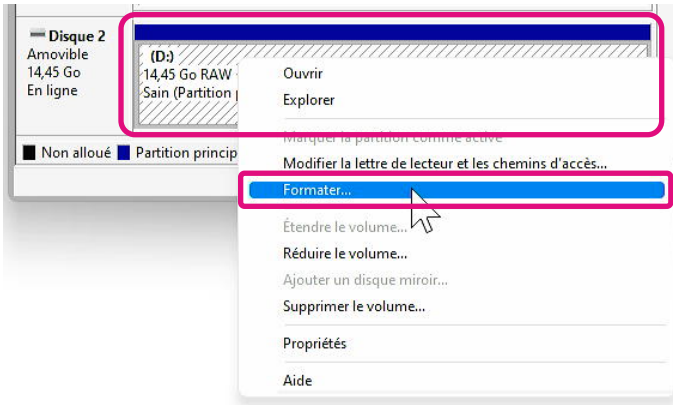 Disque 2
Amovible
14,45 Go
En ligne
(D:)
14,45 Go RAW
Sain (Partition
Non alloué Partition princip
Ouvrir
Explorer
Marquer la partition comme active
Modifier la lettre de lecteur et les chemins d'accès...
Formater...
Étendre le volume...
Réduire le volume...
Ajouter un disque miroir...
Supprimer le volume...
Propriétés
Aide